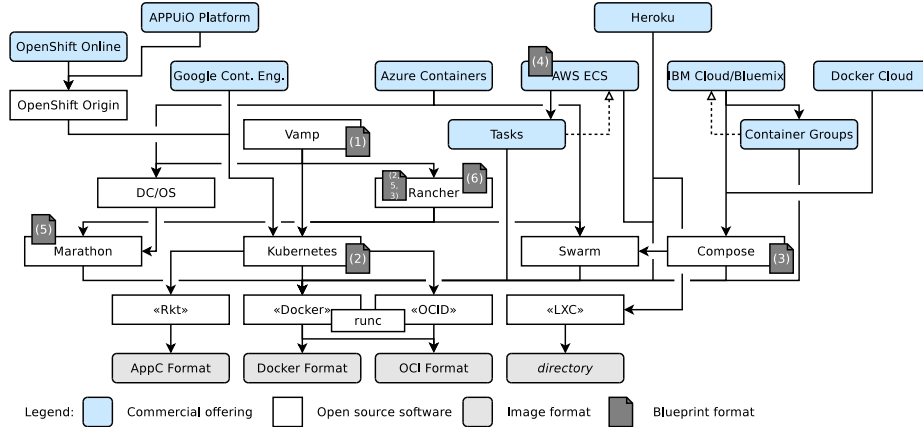 APPUiO Platform
Heroku
OpenShift Online
Google Cont. Eng.
Azure Containers
(4)
AWS ECS
IBM Cloud/Bluemix
Docker Cloud
OpenShift Origin
Vamp
(1)
Tasks
Container Groups
DC/OS
(2,
5,
3)
Rancher
(6)
(5)
Marathon
Kubernetes
(2)
Swarm
Compose
(3)
«Rkt»
«Docker»
«OCID»
«LXC»
runc
AppC Format
Docker Format
OCI Format
directory
Legend:
Commercial offering
Open source software
Image format
Blueprint format